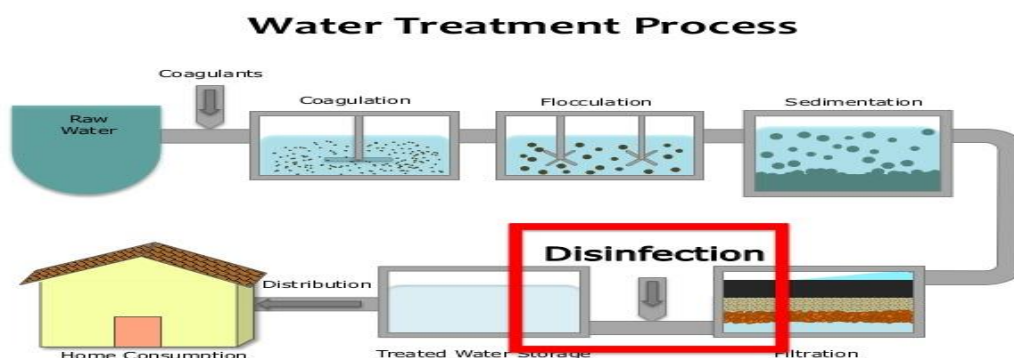 Water Treatment Process
Coagulants
Coagulation
Flocculation
Sedimentation
Raw
Water
Disinfection
Distribution
Home Consumption
Treated Water Storage
Filtration